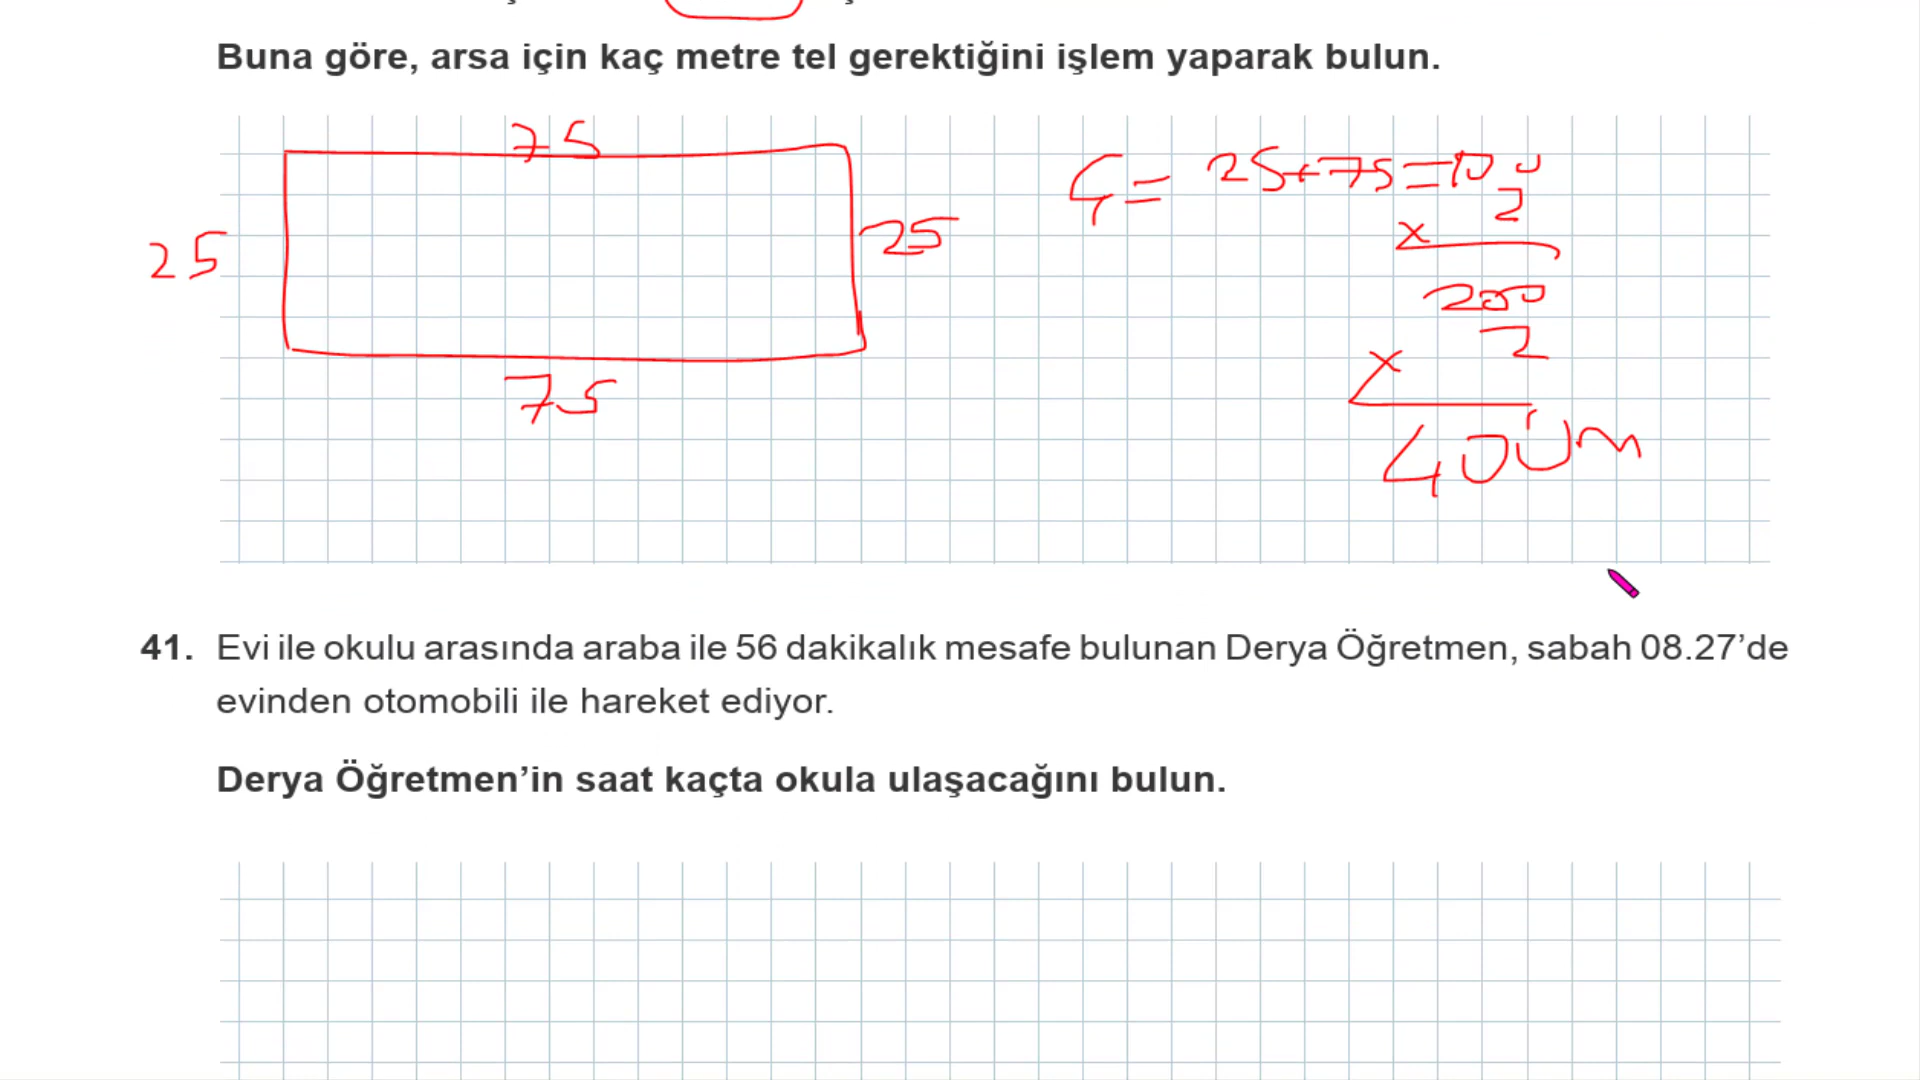 Buna göre, arsa için kaç metre tel gerektiğini işlem yaparak bulun.
75
25
25
75
Ç = 25+75=100
x 2
200
x 2
400m
41. Evi ile okulu arasında araba ile 56 dakikalık mesafe bulunan Derya Öğretmen, sabah 08.27’de
evinden otomobili ile hareket ediyor.
Derya Öğretmen’in saat kaçta okula ulaşacağını bulun.